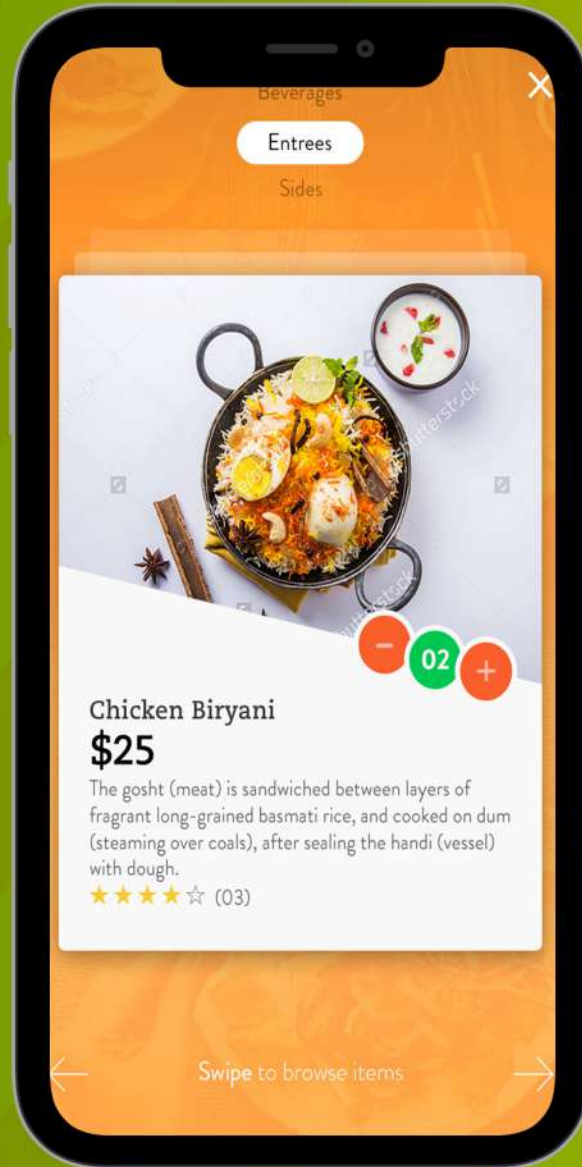 Beverages
Entrees
Sides
shutterstock
shutterstock
02
Chicken Biryani
$25
The gosht (meat) is sandwiched between layers of
fragrant long-grained basmati rice, and cooked on dum
(steaming over coals), after sealing the handi (vessel)
with dough.
(03)
Swipe to browse items